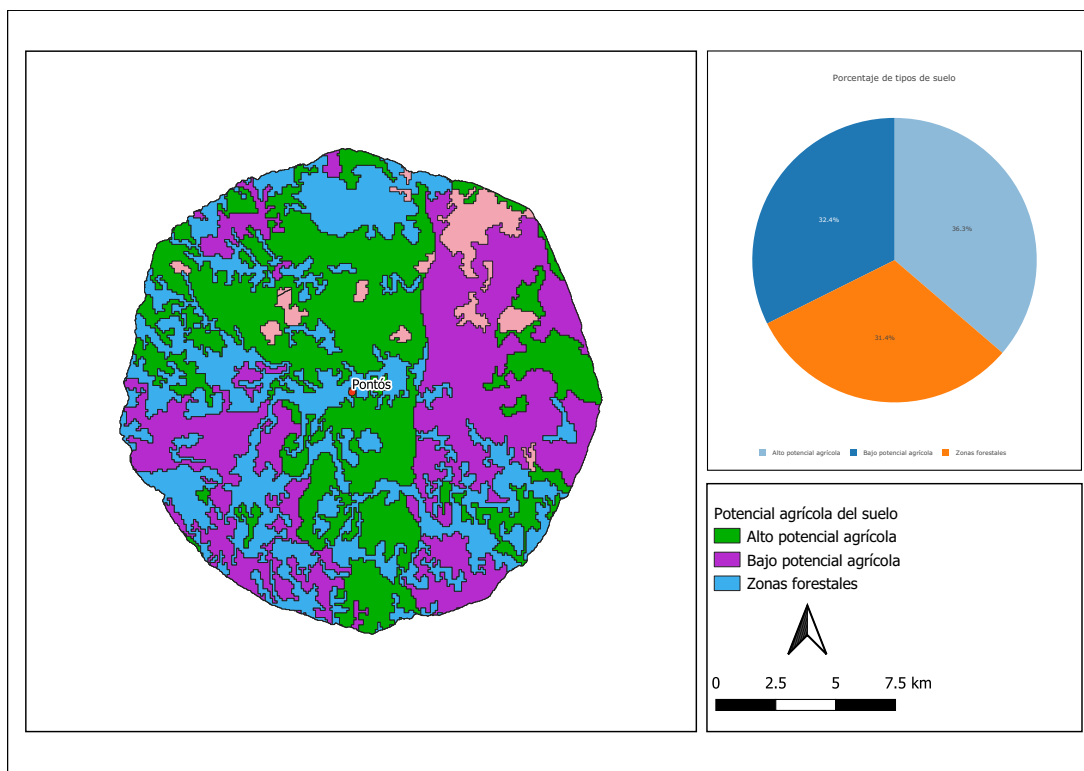 Pontós
Porcentaje de tipos de suelo
32.4%
36.3%
31.4%
Alto potencial agrícola Bajo potencial agrícola Zonas forestales
Potencial agrícola del suelo
Alto potencial agrícola
Bajo potencial agrícola
Zonas forestales
0 2.5 5 7.5 km